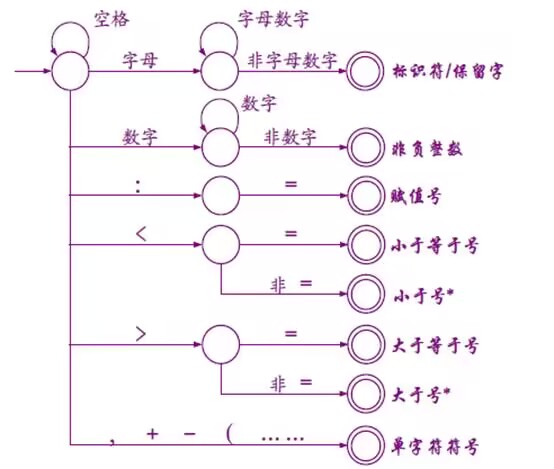 空格 字母数字
字母 非字母数字 标识符/保留字
数字
数字 非数字 非负整数
: = 赋值号
< = 小于等于号
非 = 小于号*
> = 大于等于号
非 = 大于号*
, + - ( …… 单字符符号